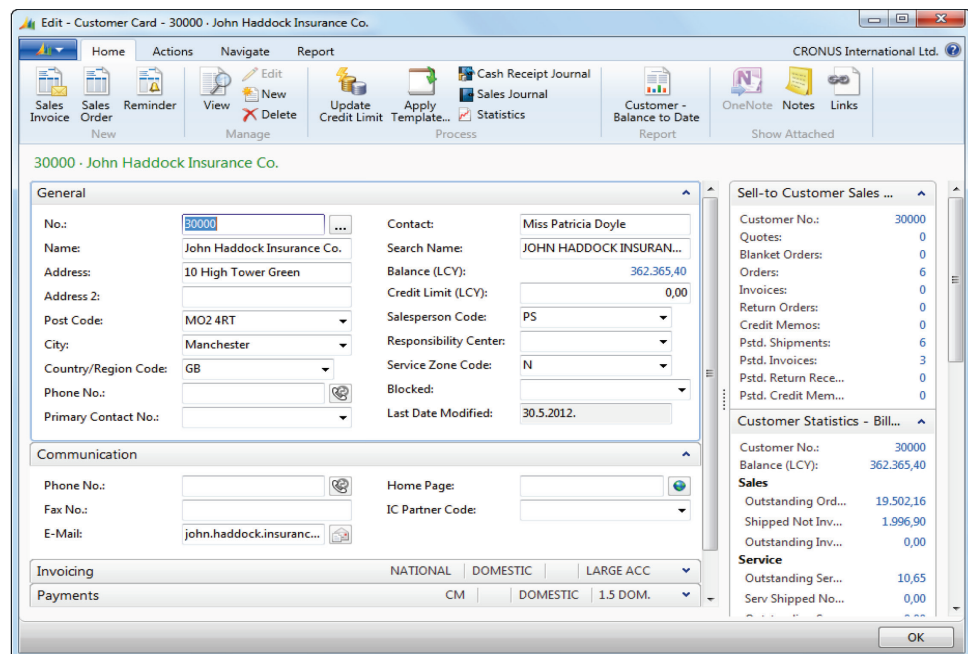 Edit - Customer Card - 30000 · John Haddock Insurance Co.
Home Actions Navigate Report CRONUS International Ltd.
Sales Invoice
Sales Order
Reminder
New
View
Edit
New
Delete
Manage
Update Credit Limit
Apply Template...
Cash Receipt Journal
Sales Journal
Statistics
Process
Customer - Balance to Date
Report
OneNote
Notes
Links
Show Attached
30000 · John Haddock Insurance Co.
General
No.: 30000 ...
Name: John Haddock Insurance Co.
Address: 10 High Tower Green
Address 2:
Post Code: MO2 4RT
City: Manchester
Country/Region Code: GB
Phone No.:
Primary Contact No.:
Contact: Miss Patricia Doyle
Search Name: JOHN HADDOCK INSURAN...
Balance (LCY): 362.365,40
Credit Limit (LCY): 0,00
Salesperson Code: PS
Responsibility Center:
Service Zone Code: N
Blocked:
Last Date Modified: 30.5.2012.
Communication
Phone No.:
Fax No.:
E-Mail: john.haddock.insuranc...
Home Page:
IC Partner Code:
Invoicing NATIONAL DOMESTIC LARGE ACC
Payments CM DOMESTIC 1.5 DOM.
Sell-to Customer Sales ...
Customer No.: 30000
Quotes: 0
Blanket Orders: 0
Orders: 6
Invoices: 0
Return Orders: 0
Credit Memos: 0
Pstd. Shipments: 6
Pstd. Invoices: 3
Pstd. Return Rece... 0
Pstd. Credit Mem... 0
Customer Statistics - Bill...
Customer No.: 30000
Balance (LCY): 362.365,40
Sales
Outstanding Ord... 19.502,16
Shipped Not Inv... 1.996,90
Outstanding Inv... 0,00
Service
Outstanding Ser... 10,65
Serv Shipped No... 0,00
OK